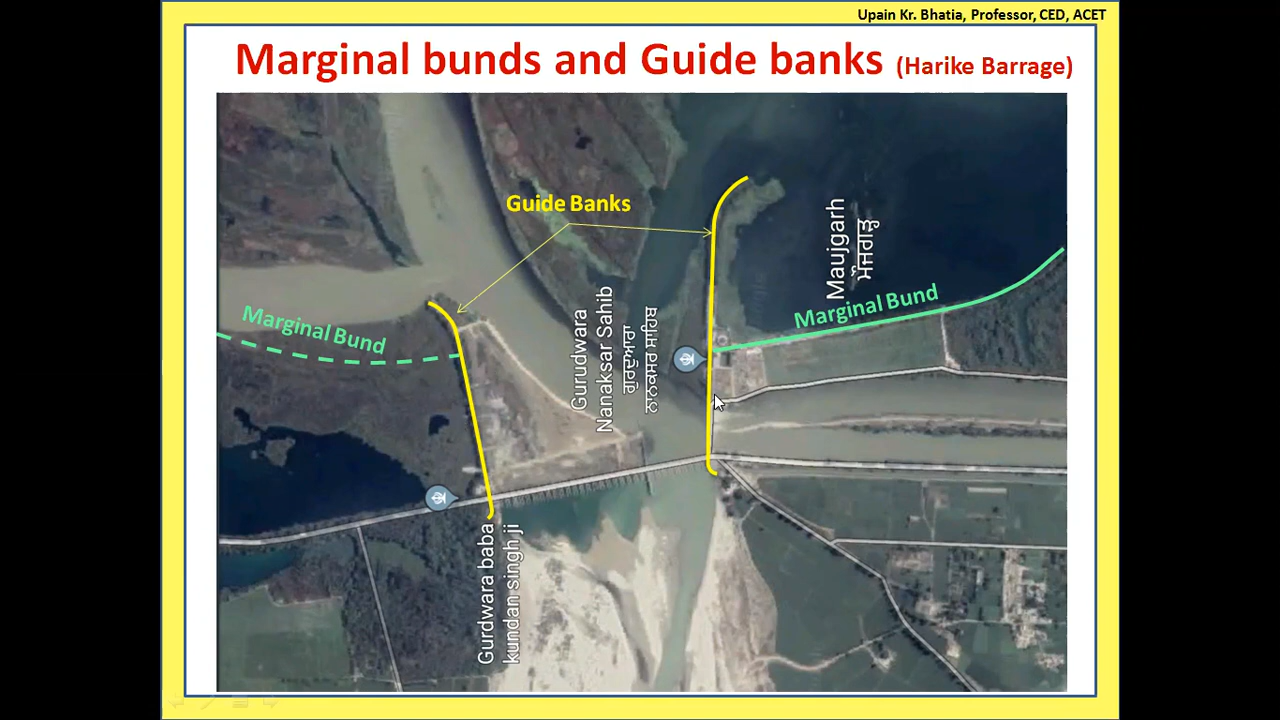 Upain Kr. Bhatia, Professor, CED, ACET
Marginal bunds and Guide banks (Harike Barrage)
Guide Banks
Maujgarh
ਮੌਜਗੜ੍ਹ
Marginal Bund
Marginal Bund
Gurudwara
Nanaksar Sahib
ਗੁਰਦੁਆਰਾ
ਨਾਨਕਸਰ ਸਾਹਿਬ
Gurdwara baba
kundan singh ji